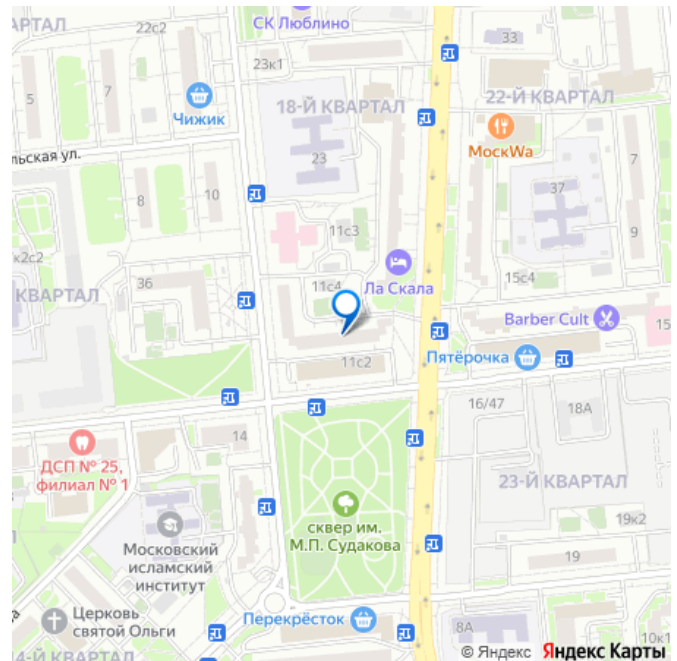 АРТАЛ
22с2
СК Люблино
33
23к1
5
7
Чижик
18-Й КВАРТАЛ
22-Й КВАРТАЛ
МоскWa
льская ул.
23
7
8
10
37
9
11с3
к2с2
36
11с4
Ла Скала
15с4
КВАРТАЛ
Barber Cult
15
Пятёрочка
11с2
16/47
18А
14
ДСП № 25,
филиал № 1
23-Й КВАРТАЛ
сквер им.
М.П. Судакова
19к2
Московский
исламский
институт
19
Церковь
святой Ольги
Перекрёсток
8А
10к1
14-Й КВАРТАЛ
© Яндекс Яндекс Карты